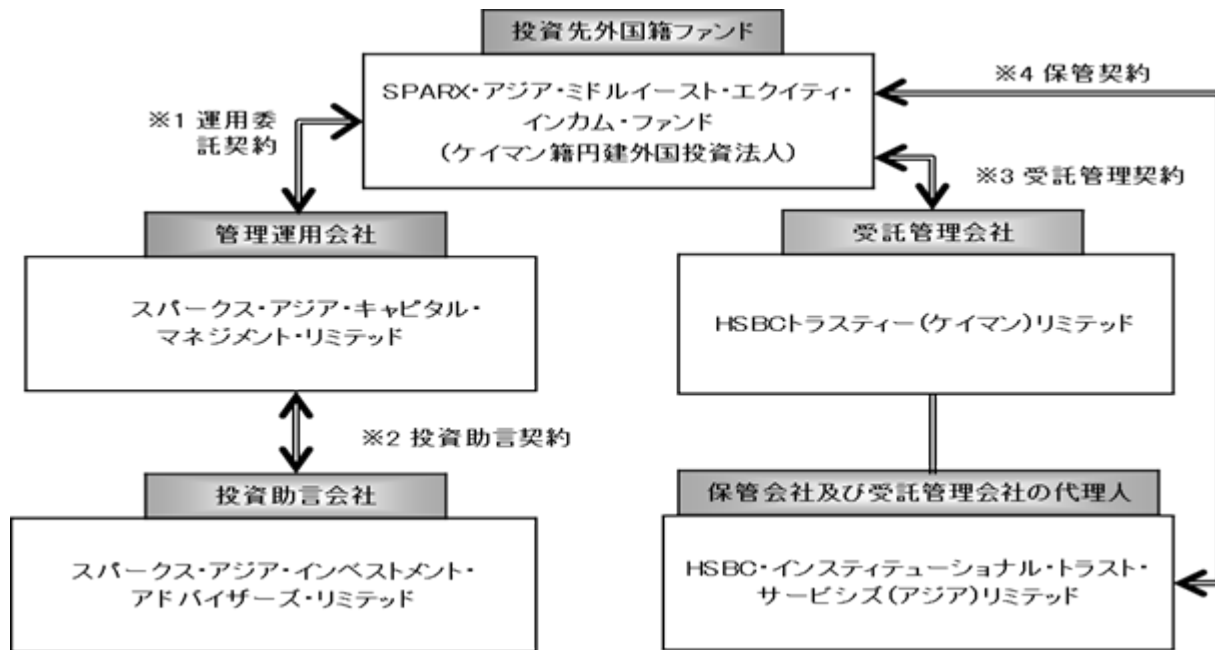 投資先外国籍ファンド
SPARX・アジア・ミドルイースト・エクイティ・
インカム・ファンド
(ケイマン籍円建外国投資法人)
※4 保管契約
※1 運用委
託契約
※3 受託管理契約
管理運用会社
スパークス・アジア・キャピタル・
マネジメント・リミテッド
受託管理会社
HSBCトラスティー(ケイマン)リミテッド
※2 投資助言契約
投資助言会社
スパークス・アジア・インベストメント・
アドバイザーズ・リミテッド
保管会社及び受託管理会社の代理人
HSBC・インスティテューショナル・トラスト・
サービシズ(アジア)リミテッド